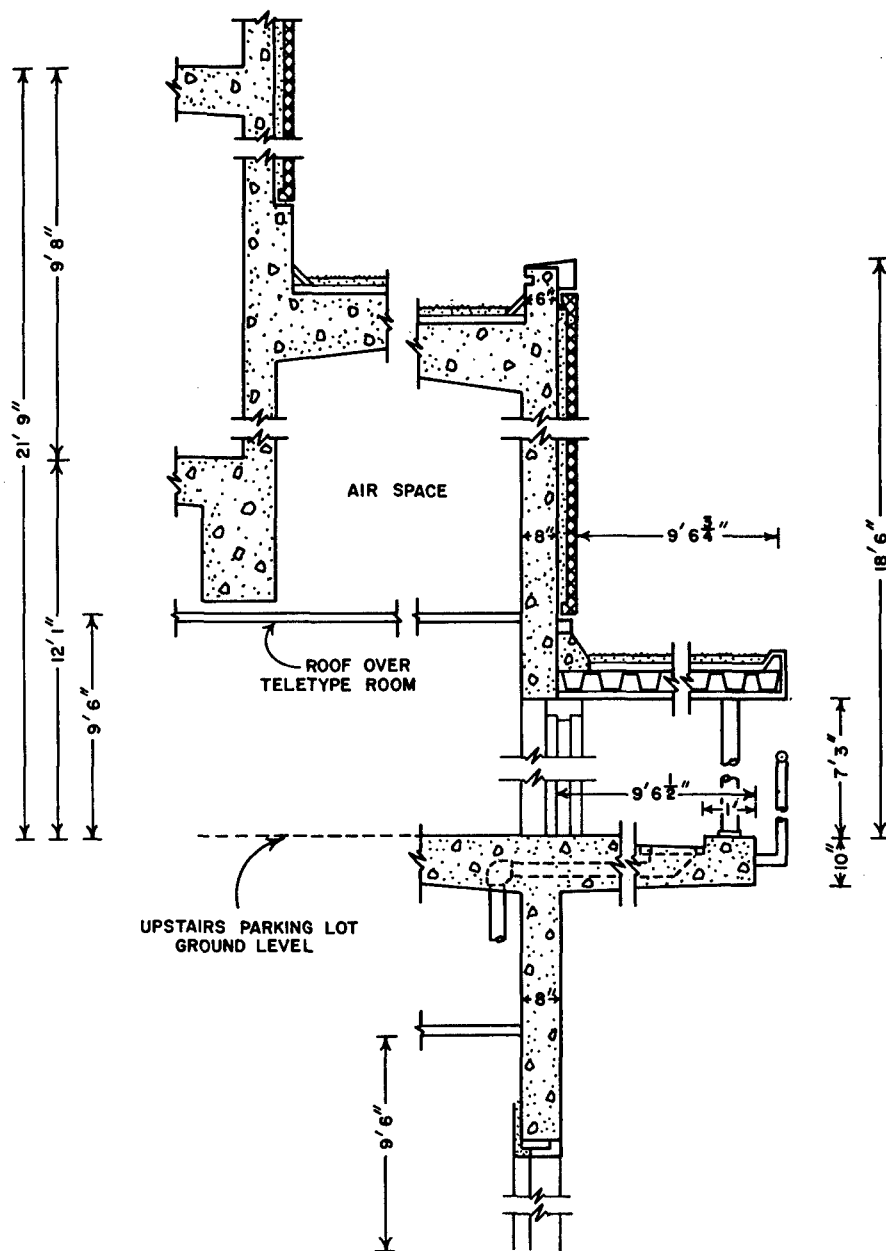 6"
9' 8"
21' 9"
AIR SPACE
8"
9' 6 3/4"
18' 6"
12' 1"
9' 6"
ROOF OVER
TELETYPE ROOM
7' 3"
9' 6 1/2"
1'
10"
UPSTAIRS PARKING LOT
GROUND LEVEL
8"
9' 6"